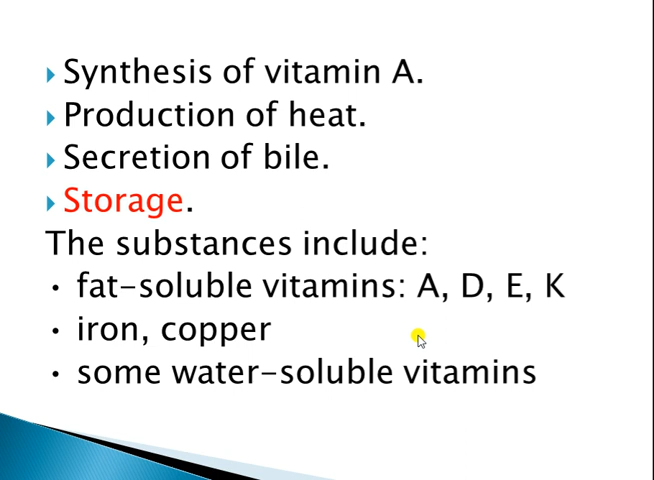 Synthesis of vitamin A.
Production of heat.
Secretion of bile.
Storage.
The substances include:
• fat-soluble vitamins: A, D, E, K
• iron, copper
• some water-soluble vitamins